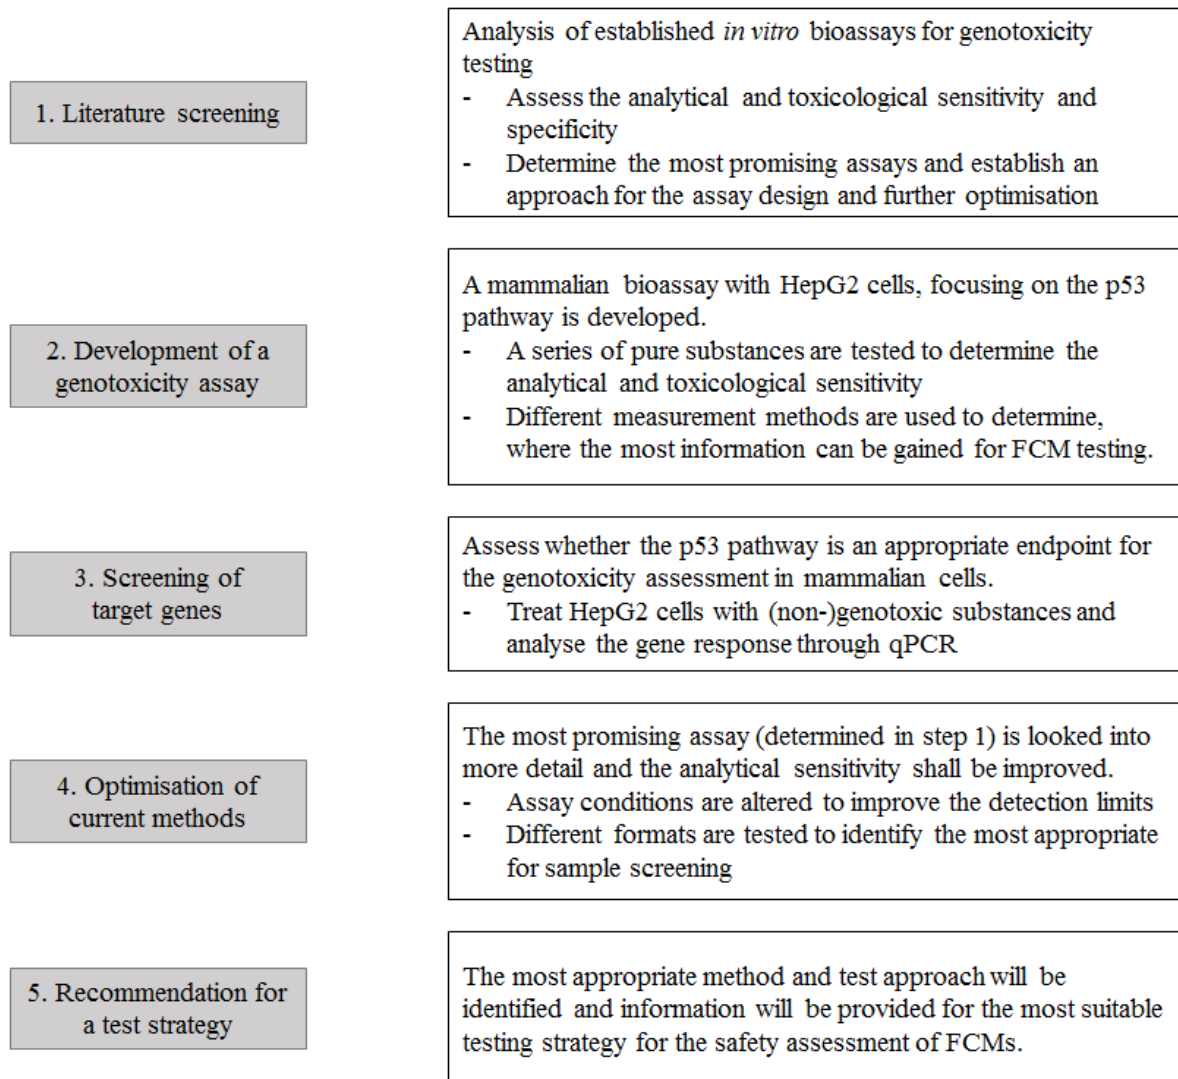 1. Literature screening
Analysis of established in vitro bioassays for genotoxicity
testing
- Assess the analytical and toxicological sensitivity and
specificity
- Determine the most promising assays and establish an
approach for the assay design and further optimisation
2. Development of a
genotoxicity assay
A mammalian bioassay with HepG2 cells, focusing on the p53
pathway is developed.
- A series of pure substances are tested to determine the
analytical and toxicological sensitivity
- Different measurement methods are used to determine,
where the most information can be gained for FCM testing.
3. Screening of
target genes
Assess whether the p53 pathway is an appropriate endpoint for
the genotoxicity assessment in mammalian cells.
- Treat HepG2 cells with (non-)genotoxic substances and
analyse the gene response through qPCR
4. Optimisation of
current methods
The most promising assay (determined in step 1) is looked into
more detail and the analytical sensitivity shall be improved.
- Assay conditions are altered to improve the detection limits
- Different formats are tested to identify the most appropriate
for sample screening
5. Recommendation for
a test strategy
The most appropriate method and test approach will be
identified and information will be provided for the most suitable
testing strategy for the safety assessment of FCMs.